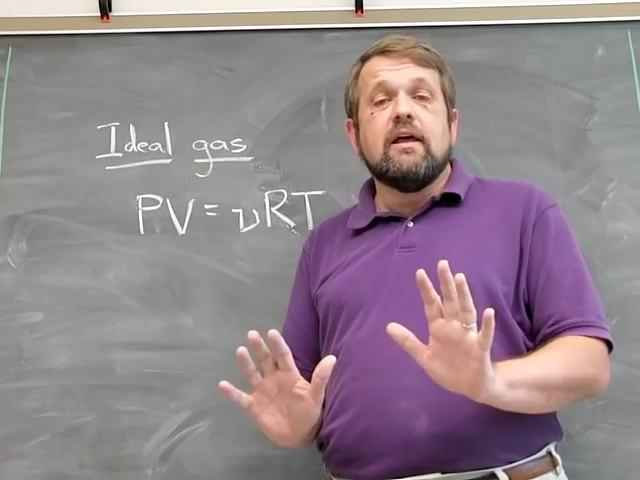 Ideal gas
PV = νRT